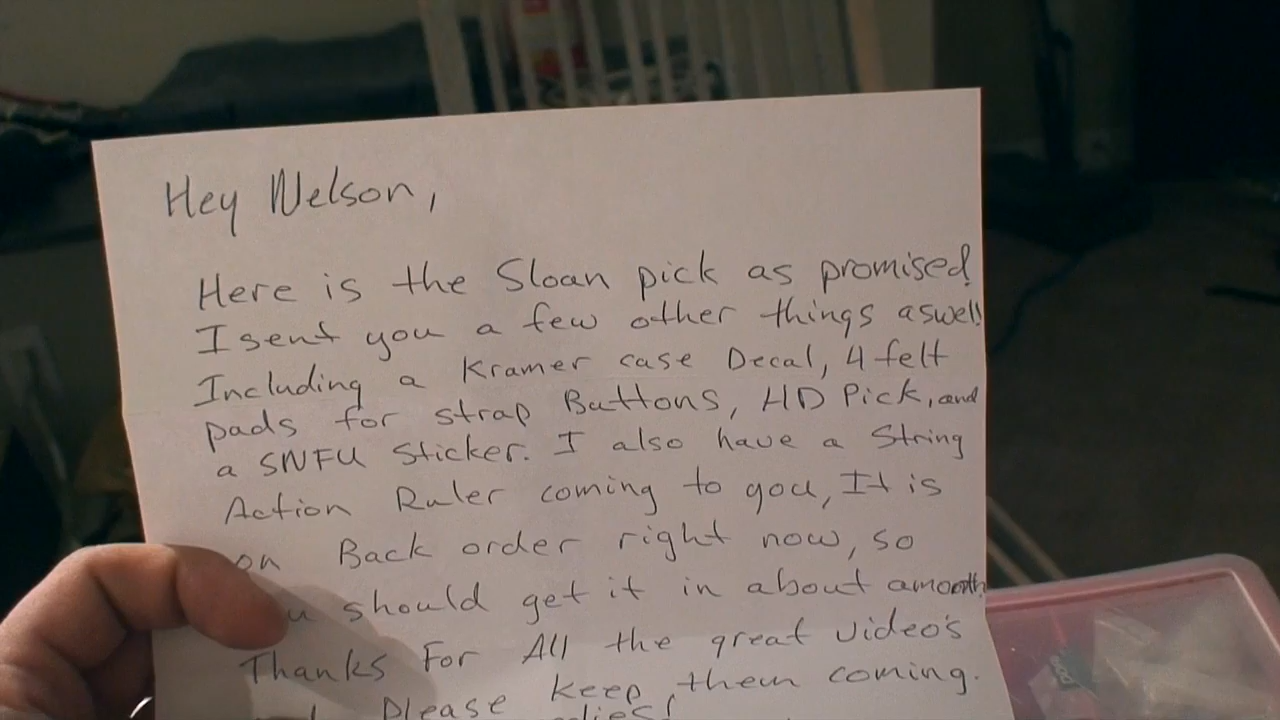 Hey Nelson,
Here is the Sloan pick as promised!
I sent you a few other things aswell!
Including a Kramer case Decal, 4 felt
pads for strap Buttons, HD Pick, and
a SNFU Sticker. I also have a String
Action Ruler coming to you, It is
on Back order right now, so
u should get it in about a month
Thanks For All the great video's
Please keep them coming.